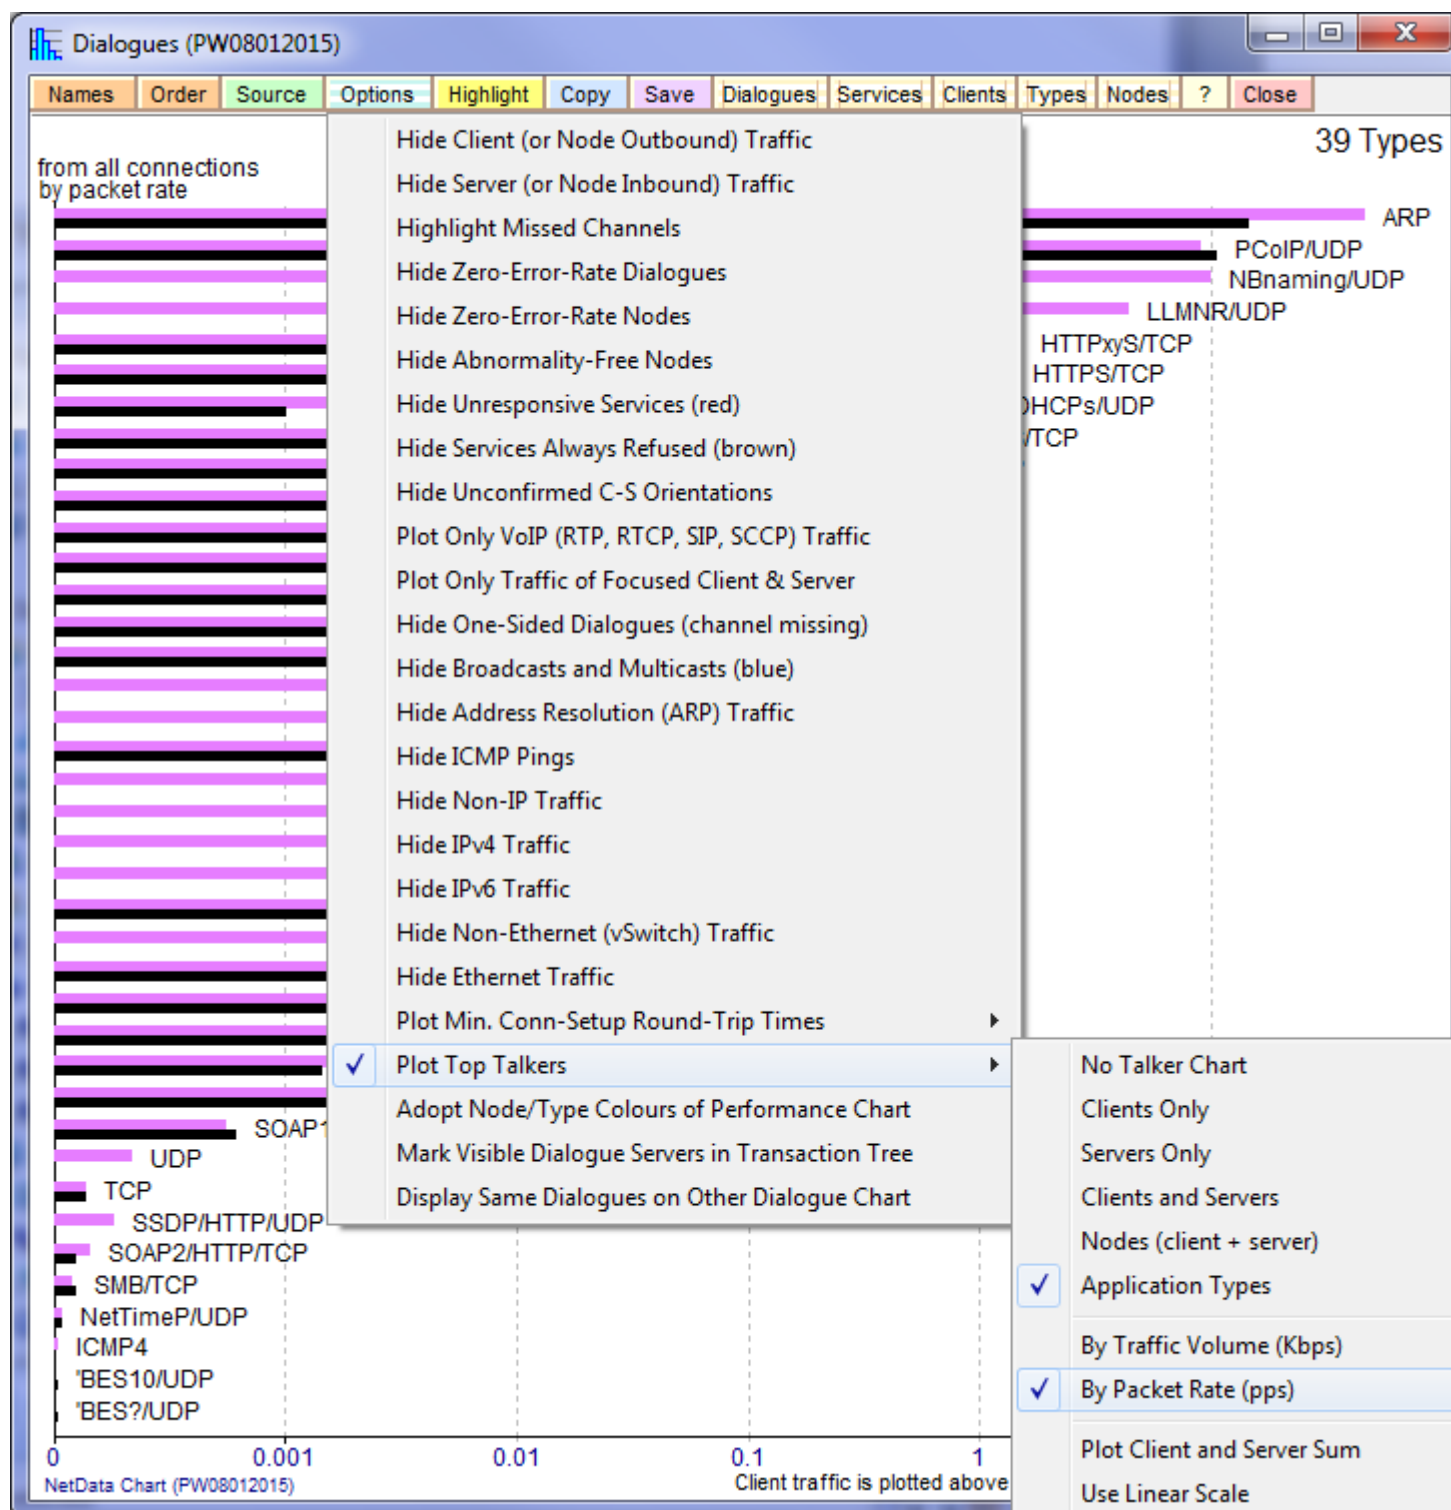 Dialogues (PW08012015)
Names Order Source Options Highlight Copy Save Dialogues Services Clients Types Nodes ? Close
39 Types
from all connections
by packet rate
Hide Client (or Node Outbound) Traffic
Hide Server (or Node Inbound) Traffic
Highlight Missed Channels
Hide Zero-Error-Rate Dialogues
Hide Zero-Error-Rate Nodes
Hide Abnormality-Free Nodes
Hide Unresponsive Services (red)
Hide Services Always Refused (brown)
Hide Unconfirmed C-S Orientations
Plot Only VoIP (RTP, RTCP, SIP, SCCP) Traffic
Plot Only Traffic of Focused Client & Server
Hide One-Sided Dialogues (channel missing)
Hide Broadcasts and Multicasts (blue)
Hide Address Resolution (ARP) Traffic
Hide ICMP Pings
Hide Non-IP Traffic
Hide IPv4 Traffic
Hide IPv6 Traffic
Hide Non-Ethernet (vSwitch) Traffic
Hide Ethernet Traffic
Plot Min. Conn-Setup Round-Trip Times
Plot Top Talkers
Adopt Node/Type Colours of Performance Chart
Mark Visible Dialogue Servers in Transaction Tree
Display Same Dialogues on Other Dialogue Chart
No Talker Chart
Clients Only
Servers Only
Clients and Servers
Nodes (client + server)
Application Types
By Traffic Volume (Kbps)
By Packet Rate (pps)
Plot Client and Server Sum
Use Linear Scale
ARP
PCoIP/UDP
NBnaming/UDP
LLMNR/UDP
HTTPxyS/TCP
HTTPS/TCP
DHCPs/UDP
/TCP
SOAP1
UDP
TCP
SSDP/HTTP/UDP
SOAP2/HTTP/TCP
SMB/TCP
NetTimeP/UDP
ICMP4
'BES10/UDP
'BES?/UDP
0 0.001 0.01 0.1 1
NetData Chart (PW08012015)
Client traffic is plotted above